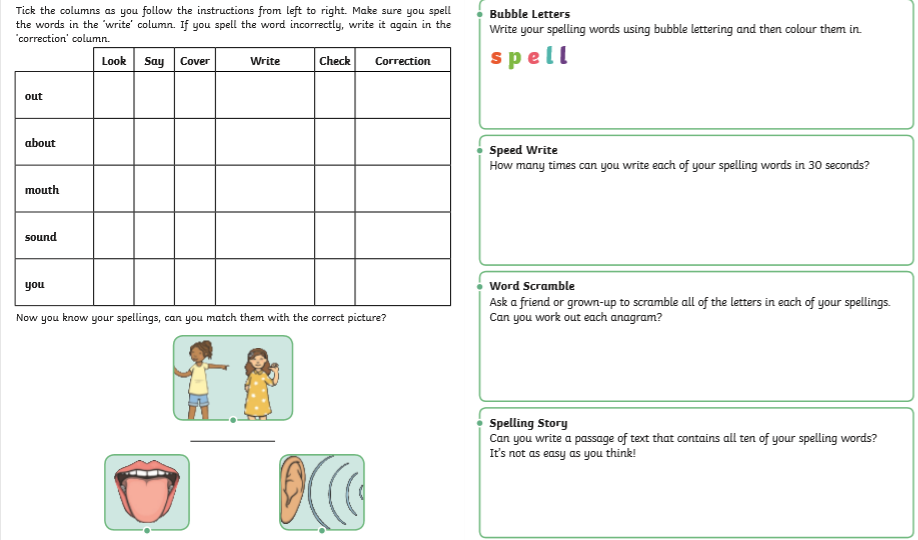 Tick the columns as you follow the instructions from left to right. Make sure you spell
the words in the 'write' column. If you spell the word incorrectly, write it again in the
'correction' column.
Look Say Cover Write Check Correction
out
about
mouth
sound
you
Now you know your spellings, can you match them with the correct picture?
Bubble Letters
Write your spelling words using bubble lettering and then colour them in.
spell
Speed Write
How many times can you write each of your spelling words in 30 seconds?
Word Scramble
Ask a friend or grown-up to scramble all of the letters in each of your spellings.
Can you work out each anagram?
Spelling Story
Can you write a passage of text that contains all ten of your spelling words?
It's not as easy as you think!